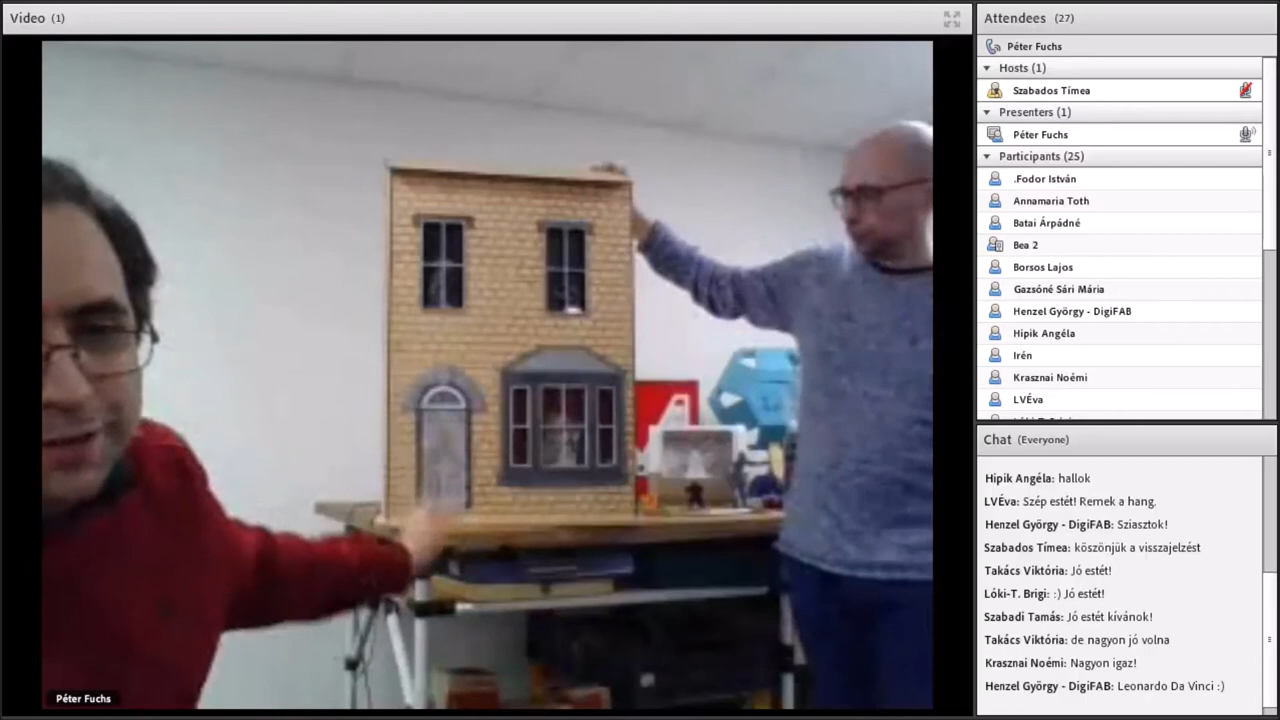 Video (1)
Péter Fuchs
Attendees (27)
Péter Fuchs
Hosts (1)
Szabados Tímea
Presenters (1)
Péter Fuchs
Participants (25)
.Fodor István
Annamaria Toth
Batai Árpádné
Bea 2
Borsos Lajos
Gazsóné Sári Mária
Henzel György - DigiFAB
Hipik Angéla
Irén
Krasznai Noémi
LVÉva
Chat (Everyone)
Hipik Angéla: hallok
LVÉva: Szép estét! Remek a hang.
Henzel György - DigiFAB: Sziasztok!
Szabados Tímea: köszönjük a visszajelzést
Takács Viktória: Jó estét!
Lóki-T. Brigi: :) Jó estét!
Szabadi Tamás: Jó estét kívánok!
Takács Viktória: de nagyon jó volna
Krasznai Noémi: Nagyon igaz!
Henzel György - DigiFAB: Leonardo Da Vinci :)